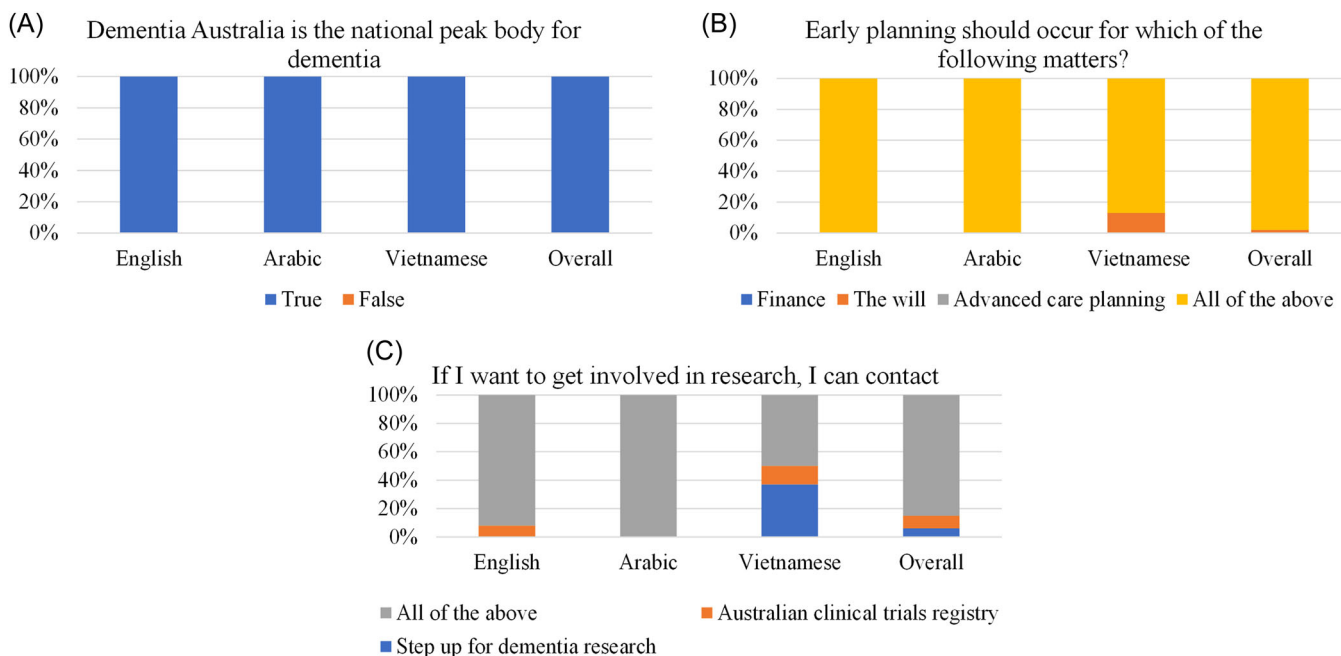 (A)
Dementia Australia is the national peak body for
dementia
100%
80%
60%
40%
20%
0%
English Arabic Vietnamese Overall
True False
(B)
Early planning should occur for which of the
following matters?
100%
80%
60%
40%
20%
0%
English Arabic Vietnamese Overall
Finance The will Advanced care planning All of the above
(C)
If I want to get involved in research, I can contact
100%
80%
60%
40%
20%
0%
English Arabic Vietnamese Overall
All of the above Australian clinical trials registry
Step up for dementia research